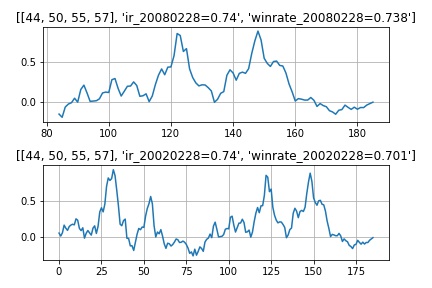 [[44, 50, 55, 57], 'ir_20080228=0.74', 'winrate_20080228=0.738']
0.5
0.0
80 100 120 140 160 180
[[44, 50, 55, 57], 'ir_20020228=0.74', 'winrate_20020228=0.701']
0.5
0.0
0 25 50 75 100 125 150 175